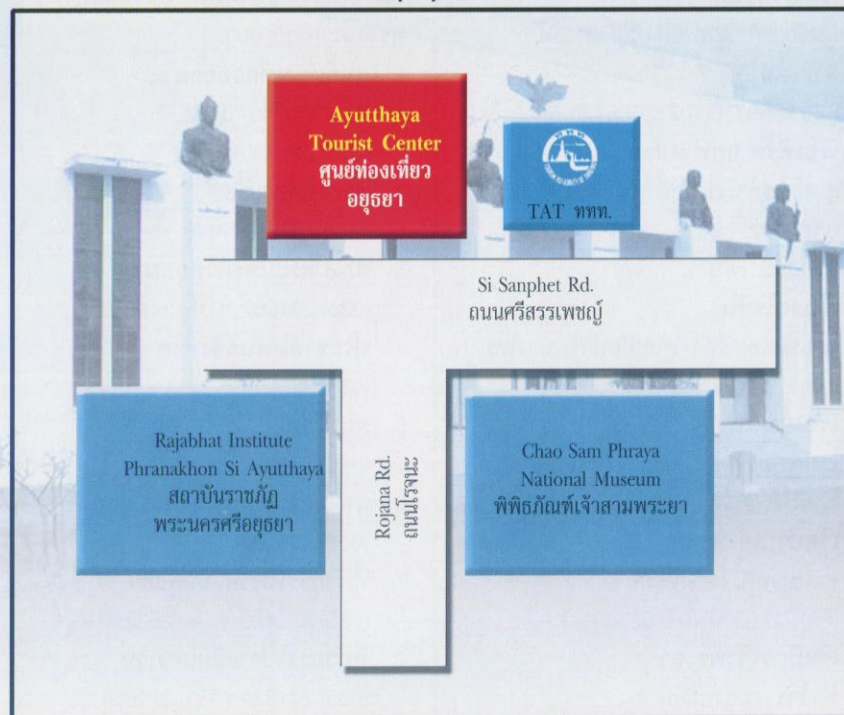 Ayutthaya
Tourist Center
ศูนย์ท่องเที่ยว
อยุธยา
TAT ททท.
Si Sanphet Rd.
ถนนศรีสรรเพชญ์
Rajabhat Institute
Phranakhon Si Ayutthaya
สถาบันราชภัฏ
พระนครศรีอยุธยา
Rojana Rd.
ถนนโรจนะ
Chao Sam Phraya
National Museum
พิพิธภัณฑ์เจ้าสามพระยา